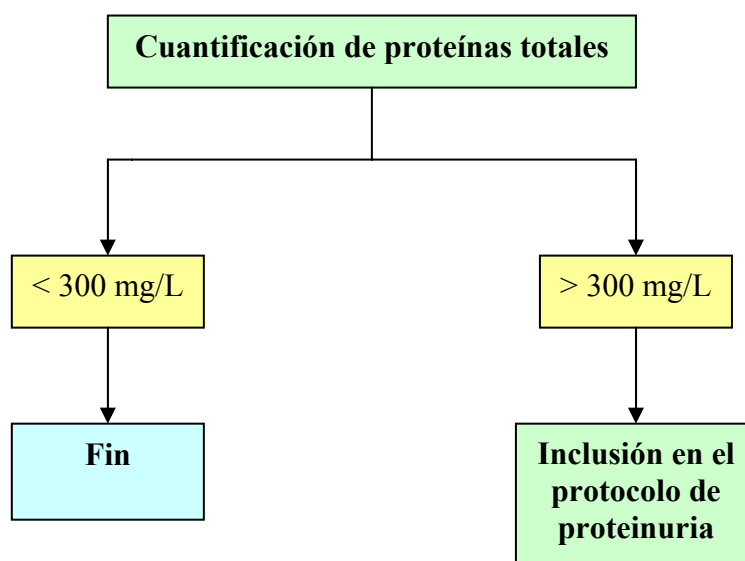 Cuantificación de proteínas totales
< 300 mg/L
> 300 mg/L
Fin
Inclusión en el
protocolo de
proteinuria